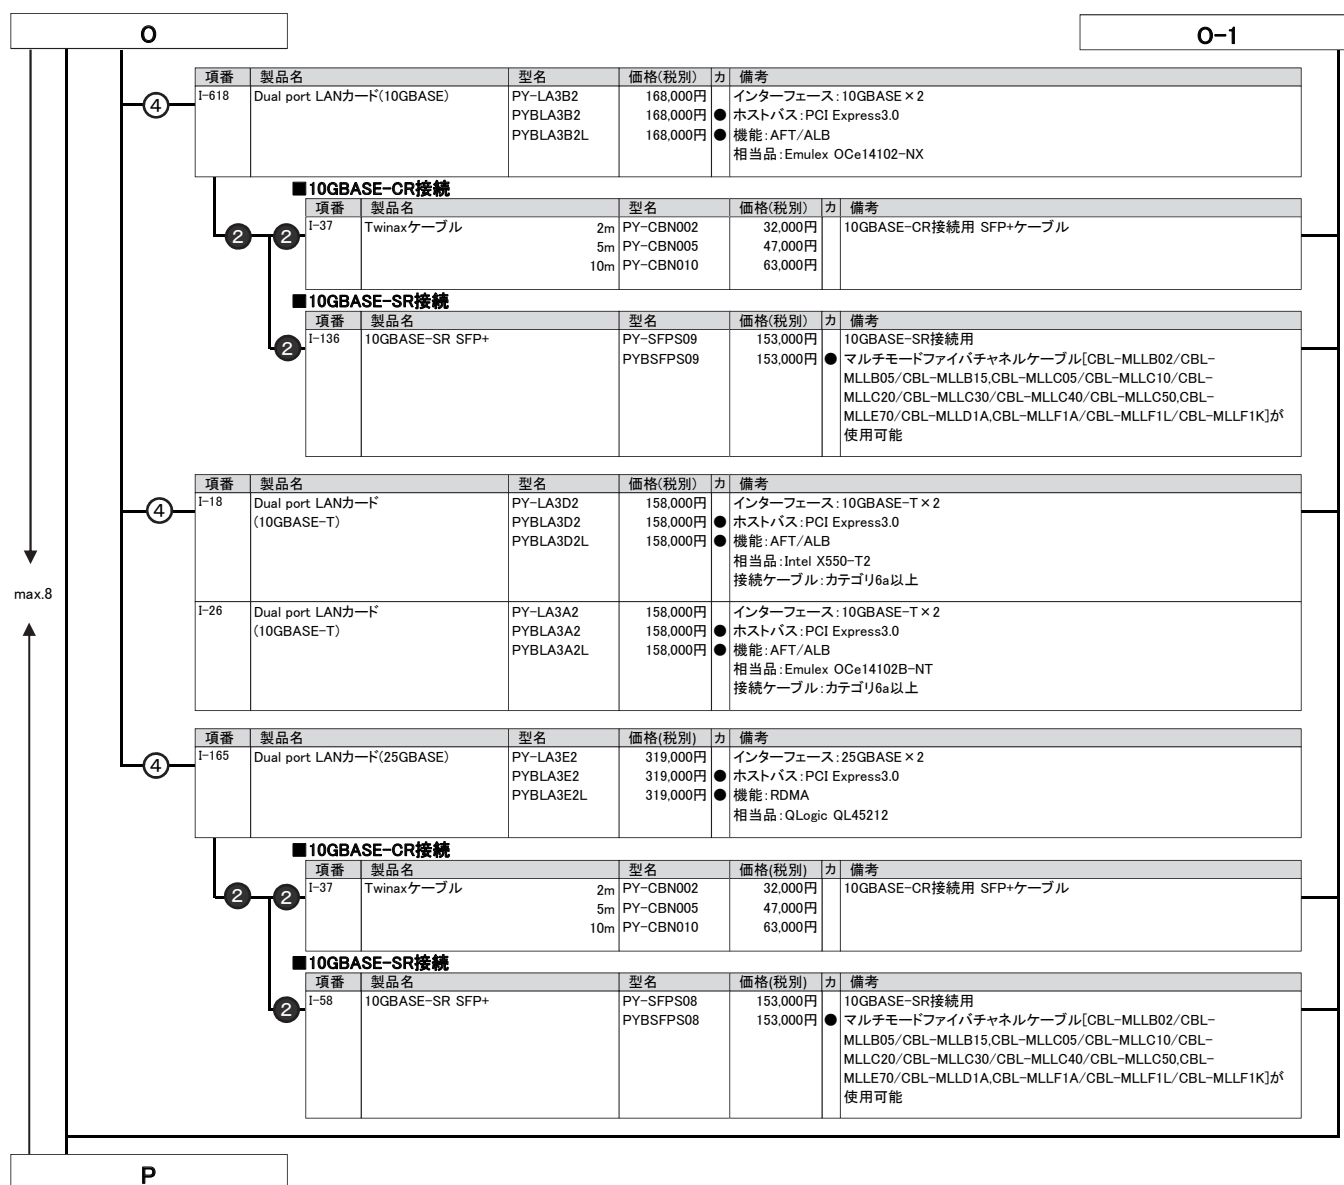 O
O-1
項番 製品名 型名 価格(税別) カ 備考
④ I-618 Dual port LANカード(10GBASE) PY-LA3B2 168,000円 インターフェース:10GBASE×2
PYBLA3B2 168,000円 ● ホストバス:PCI Express3.0
PYBLA3B2L 168,000円 ● 機能:AFT/ALB
相当品:Emulex OCe14102-NX
■10GBASE-CR接続
項番 製品名 型名 価格(税別) カ 備考
❷ ❷ I-37 Twinaxケーブル 2m PY-CBN002 32,000円 10GBASE-CR接続用 SFP+ケーブル
5m PY-CBN005 47,000円
10m PY-CBN010 63,000円
■10GBASE-SR接続
項番 製品名 型名 価格(税別) カ 備考
❷ I-136 10GBASE-SR SFP+ PY-SFPS09 153,000円 10GBASE-SR接続用
PYBSFPS09 153,000円 ● マルチモードファイバチャネルケーブル[CBL-MLLB02/CBL-
MLLB05/CBL-MLLB15,CBL-MLLC05/CBL-MLLC10/CBL-
MLLC20/CBL-MLLC30/CBL-MLLC40/CBL-MLLC50,CBL-
MLLE70/CBL-MLLD1A,CBL-MLLF1A/CBL-MLLF1L/CBL-MLLF1K]が
使用可能
項番 製品名 型名 価格(税別) カ 備考
④ I-18 Dual port LANカード PY-LA3D2 158,000円 インターフェース:10GBASE-T×2
(10GBASE-T) PYBLA3D2 158,000円 ● ホストバス:PCI Express3.0
PYBLA3D2L 158,000円 ● 機能:AFT/ALB
相当品:Intel X550-T2
接続ケーブル:カテゴリ6a以上
max.8
I-26 Dual port LANカード PY-LA3A2 158,000円 インターフェース:10GBASE-T×2
(10GBASE-T) PYBLA3A2 158,000円 ● ホストバス:PCI Express3.0
PYBLA3A2L 158,000円 ● 機能:AFT/ALB
相当品:Emulex OCe14102B-NT
接続ケーブル:カテゴリ6a以上
項番 製品名 型名 価格(税別) カ 備考
④ I-165 Dual port LANカード(25GBASE) PY-LA3E2 319,000円 インターフェース:25GBASE×2
PYBLA3E2 319,000円 ● ホストバス:PCI Express3.0
PYBLA3E2L 319,000円 ● 機能:RDMA
相当品:QLogic QL45212
■10GBASE-CR接続
項番 製品名 型名 価格(税別) カ 備考
❷ ❷ I-37 Twinaxケーブル 2m PY-CBN002 32,000円 10GBASE-CR接続用 SFP+ケーブル
5m PY-CBN005 47,000円
10m PY-CBN010 63,000円
■10GBASE-SR接続
項番 製品名 型名 価格(税別) カ 備考
❷ I-58 10GBASE-SR SFP+ PY-SFPS08 153,000円 10GBASE-SR接続用
PYBSFPS08 153,000円 ● マルチモードファイバチャネルケーブル[CBL-MLLB02/CBL-
MLLB05/CBL-MLLB15,CBL-MLLC05/CBL-MLLC10/CBL-
MLLC20/CBL-MLLC30/CBL-MLLC40/CBL-MLLC50,CBL-
MLLE70/CBL-MLLD1A,CBL-MLLF1A/CBL-MLLF1L/CBL-MLLF1K]が
使用可能
P